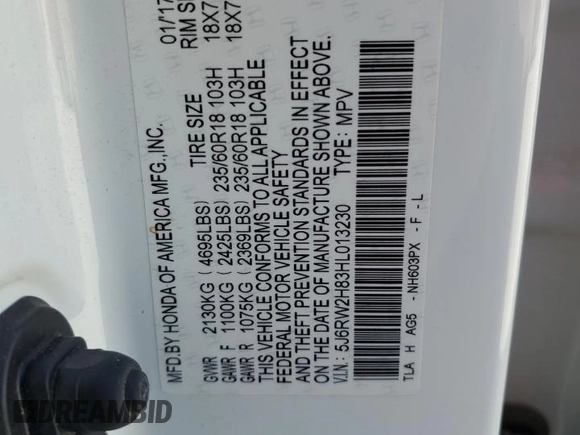 MFD.BY HONDA OF AMERICA MFG.,INC. 01/'17
TIRE SIZE RIM SI
GVWR 2130KG ( 4695LBS)
GAWR F 1100KG ( 2425LBS) 235/60R18 103H 18X7
GAWR R 1075KG ( 2369LBS) 235/60R18 103H 18X7
THIS VEHICLE CONFORMS TO ALL APPLICABLE
FEDERAL MOTOR VEHICLE SAFETY
AND THEFT PREVENTION STANDARDS IN EFFECT
ON THE DATE OF MANUFACTURE SHOWN ABOVE.
V.I.N: 5J6RW2H83HL013230 TYPE: MPV
TLA H AG5 - NH603PX - F - L
DREAMBID